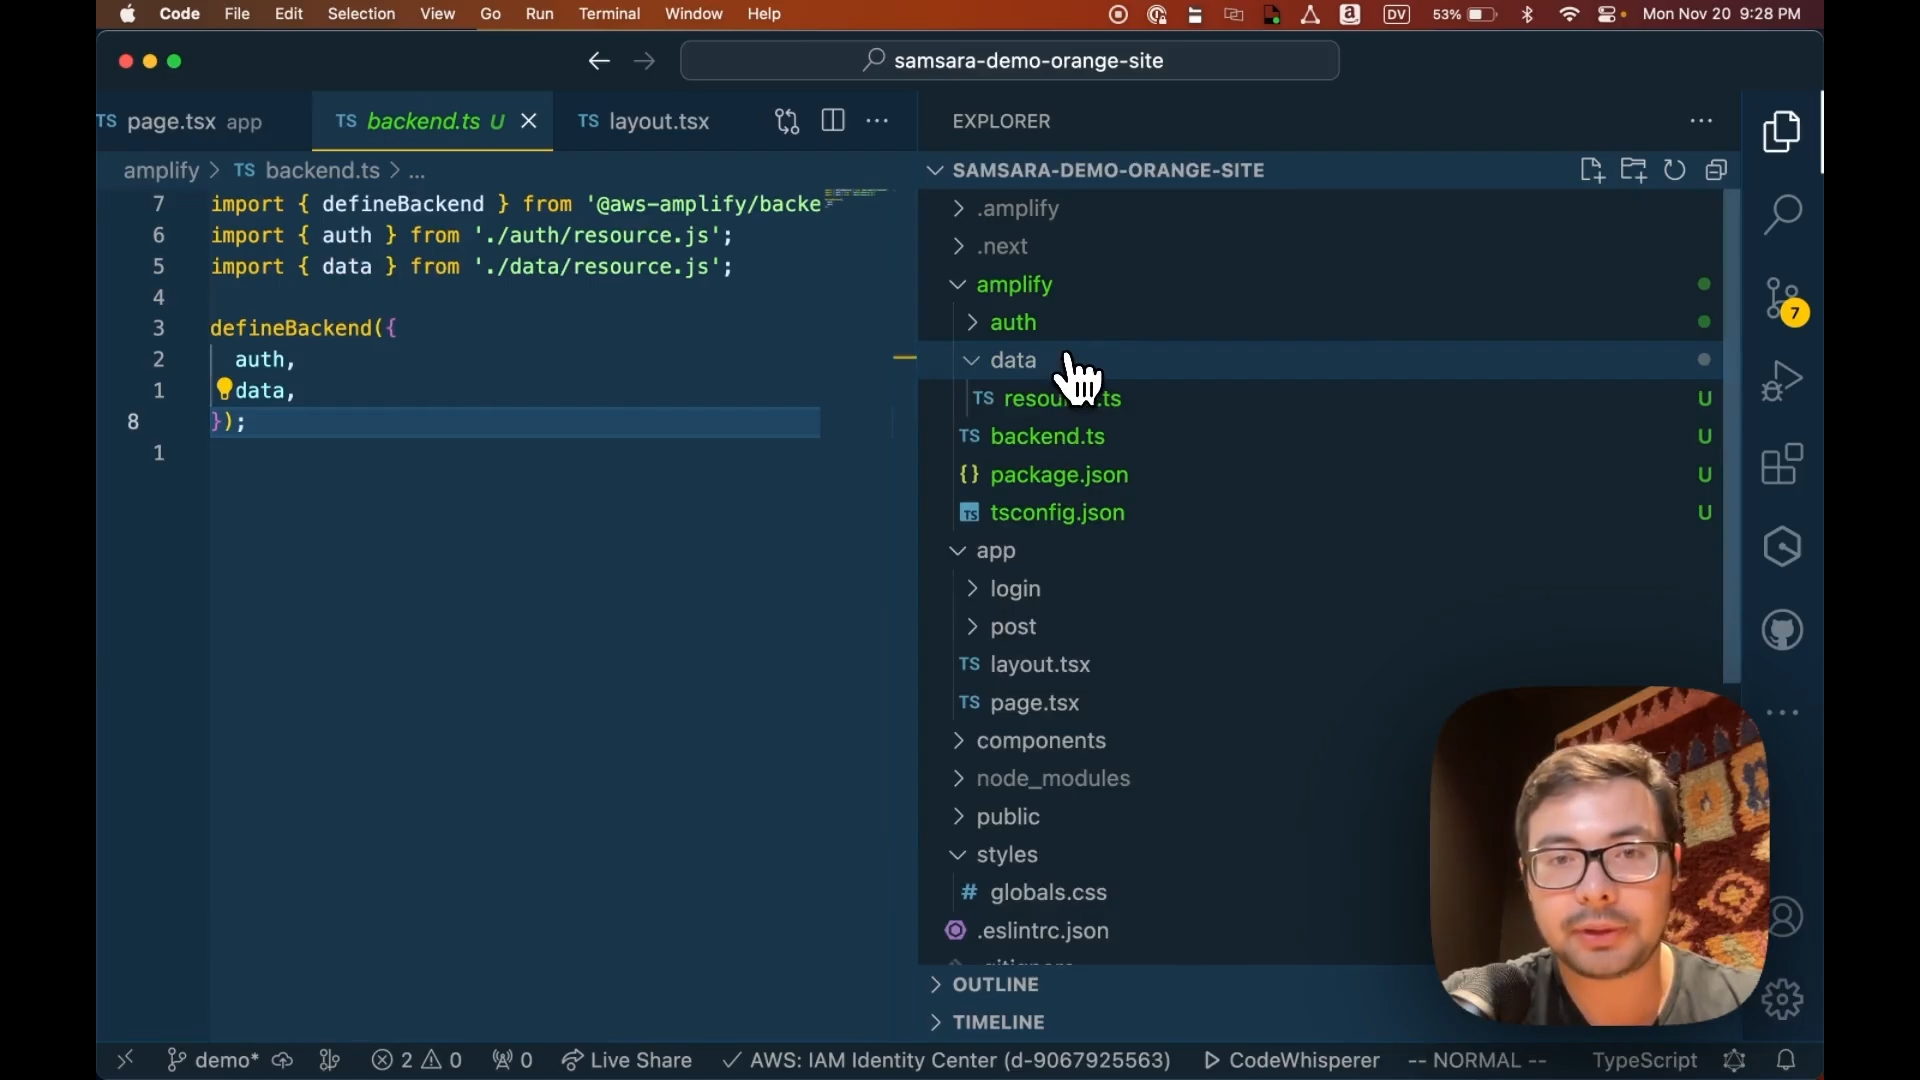 Code File Edit Selection View Go Run Terminal Window Help DV 53% Mon Nov 20 9:28 PM
samsara-demo-orange-site
TS page.tsx app TS backend.ts U TS layout.tsx
amplify > TS backend.ts > ...
7 import { defineBackend } from '@aws-amplify/backe
6 import { auth } from './auth/resource.js';
5 import { data } from './data/resource.js';
4
3 defineBackend({
2 auth,
1 data,
8 });
1
EXPLORER
SAMSARA-DEMO-ORANGE-SITE
.amplify
.next
amplify
auth
data
TS .ts U
TS backend.ts U
{} package.json U
TS tsconfig.json U
app
login
post
TS layout.tsx
TS page.tsx
components
node_modules
public
styles
# globals.css
.eslintrc.json
OUTLINE
TIMELINE
7
demo* 2 0 0 Live Share AWS: IAM Identity Center (d-9067925563) CodeWhisperer -- NORMAL -- TypeScript